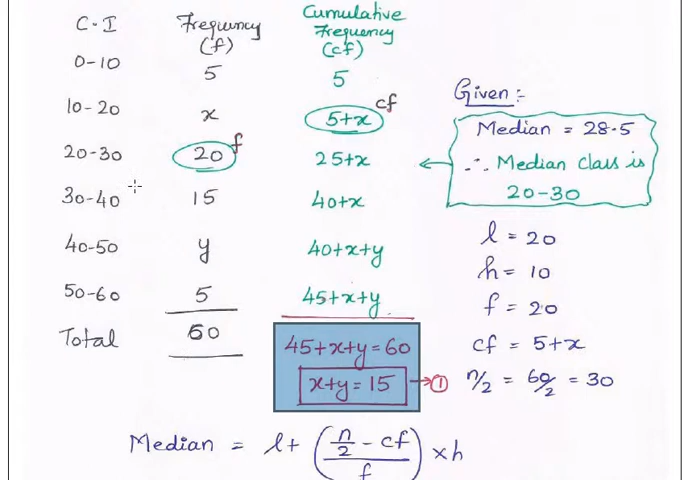 C.I Frequency (f) Cumulative Frequency (cf)
0-10 5 5
10-20 x 5+x cf
20-30 20 f 25+x
30-40 15 40+x
40-50 y 40+x+y
50-60 5 45+x+y
Total 60
45+x+y=60
x+y=15 → ①
Given :-
Median = 28.5
∴ Median class is
20-30
l = 20
h = 10
f = 20
cf = 5+x
n/2 = 60/2 = 30
Median = l + ( (n/2 - cf) / f ) × h